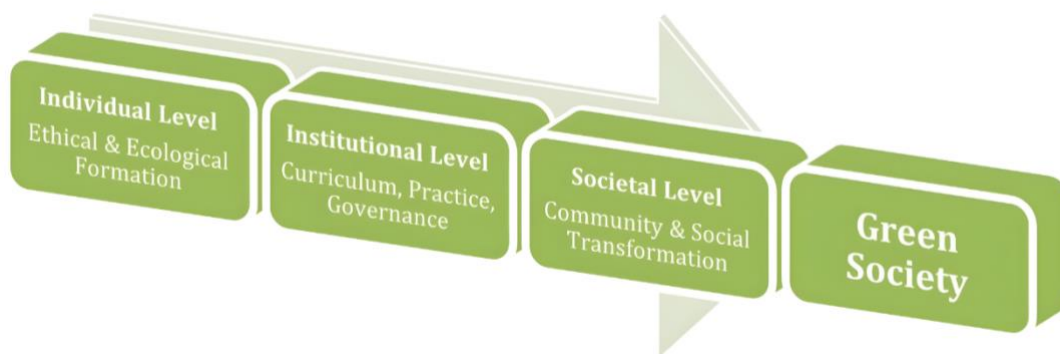 Individual Level
Ethical & Ecological
Formation
Institutional Level
Curriculum, Practice,
Governance
Societal Level
Community & Social
Transformation
Green
Society